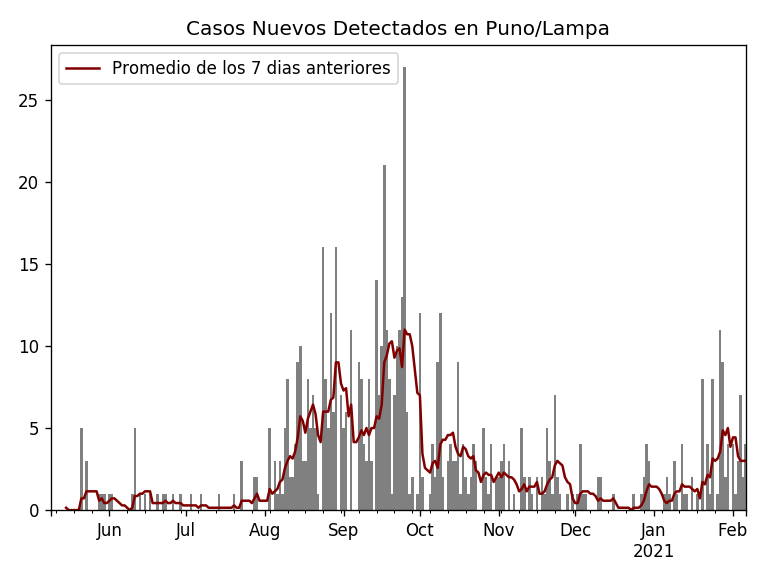 Casos Nuevos Detectados en Puno/Lampa
Promedio de los 7 dias anteriores
25
20
15
10
5
0
Jun Jul Aug Sep Oct Nov Dec Jan Feb
2021